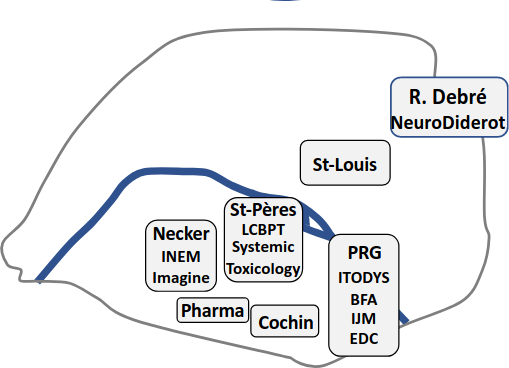 R. Debré
NeuroDiderot
St-Louis
St-Pères
LCBPT
Systemic
Toxicology
Necker
INEM
Imagine
PRG
ITODYS
BFA
IJM
EDC
Pharma
Cochin